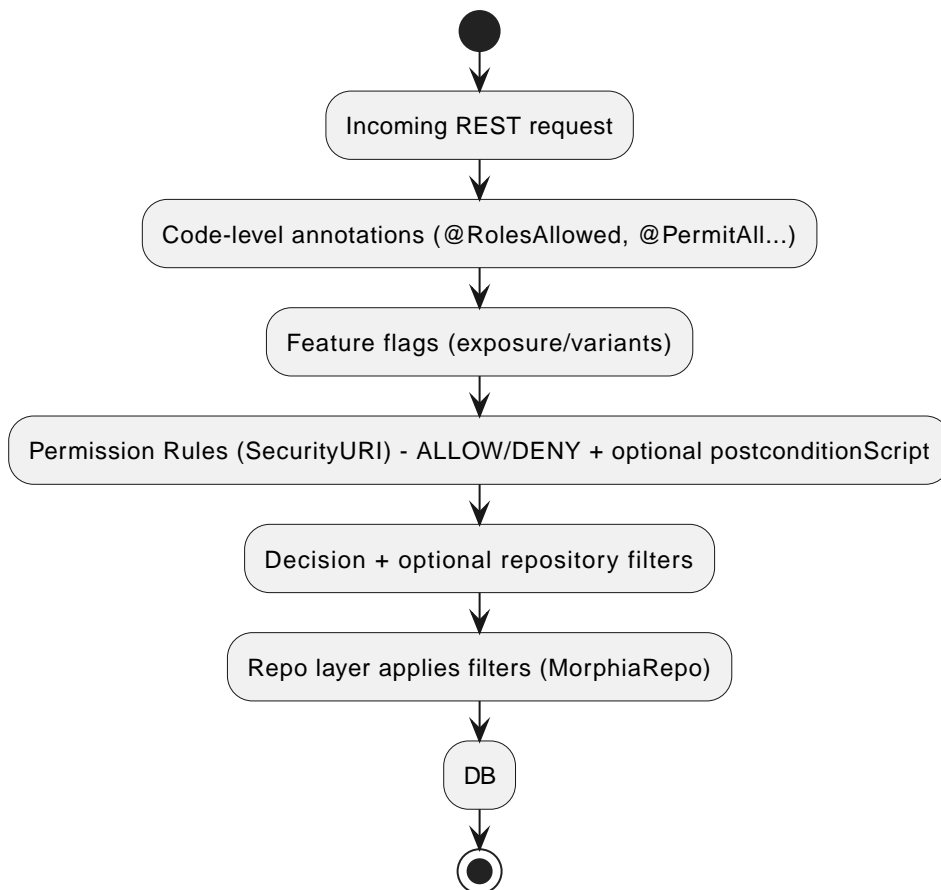 Incoming REST request
Code-level annotations (@RolesAllowed, @PermitAll...)
Feature flags (exposure/variants)
Permission Rules (SecurityURI) - ALLOW/DENY + optional postconditionScript
Decision + optional repository filters
Repo layer applies filters (MorphiaRepo)
DB